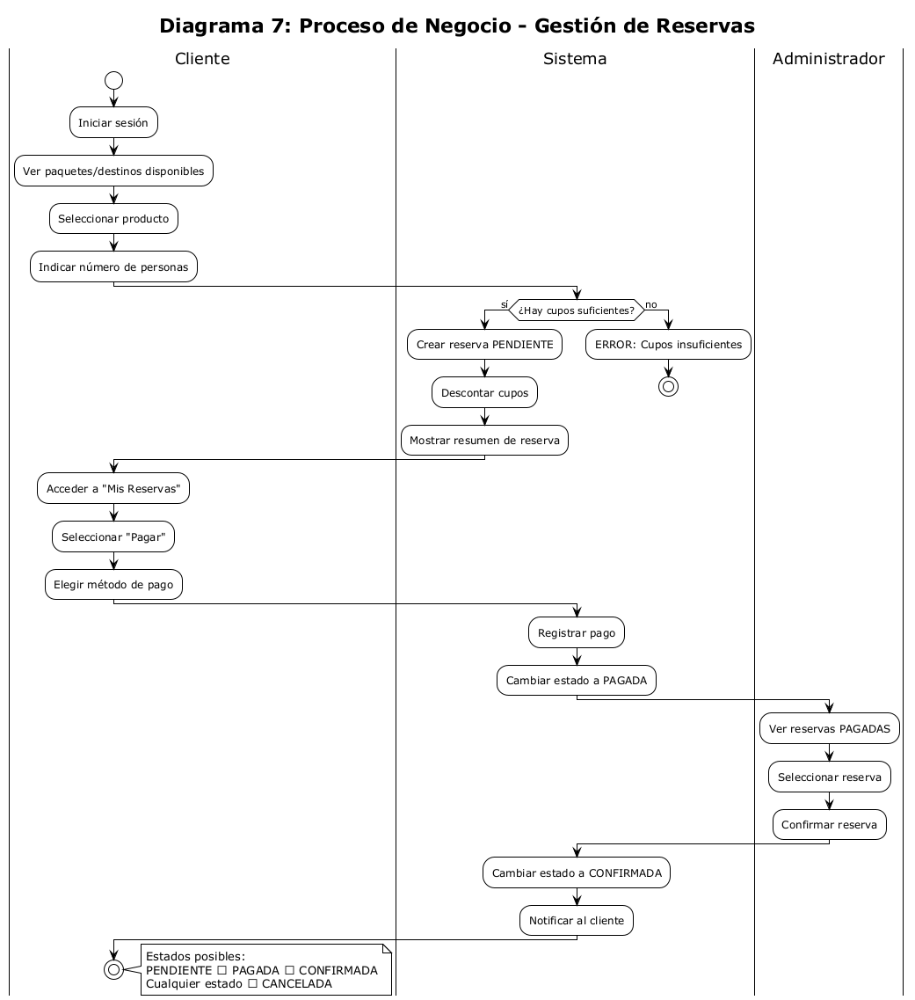 Diagrama 7: Proceso de Negocio - Gestión de Reservas
Cliente
Sistema
Administrador
Iniciar sesión
Ver paquetes/destinos disponibles
Seleccionar producto
Indicar número de personas
sí
¿Hay cupos suficientes?
no
Crear reserva PENDIENTE
ERROR: Cupos insuficientes
Descontar cupos
Mostrar resumen de reserva
Acceder a "Mis Reservas"
Seleccionar "Pagar"
Elegir método de pago
Registrar pago
Cambiar estado a PAGADA
Ver reservas PAGADAS
Seleccionar reserva
Confirmar reserva
Cambiar estado a CONFIRMADA
Notificar al cliente
Estados posibles:
PENDIENTE □ PAGADA □ CONFIRMADA
Cualquier estado □ CANCELADA